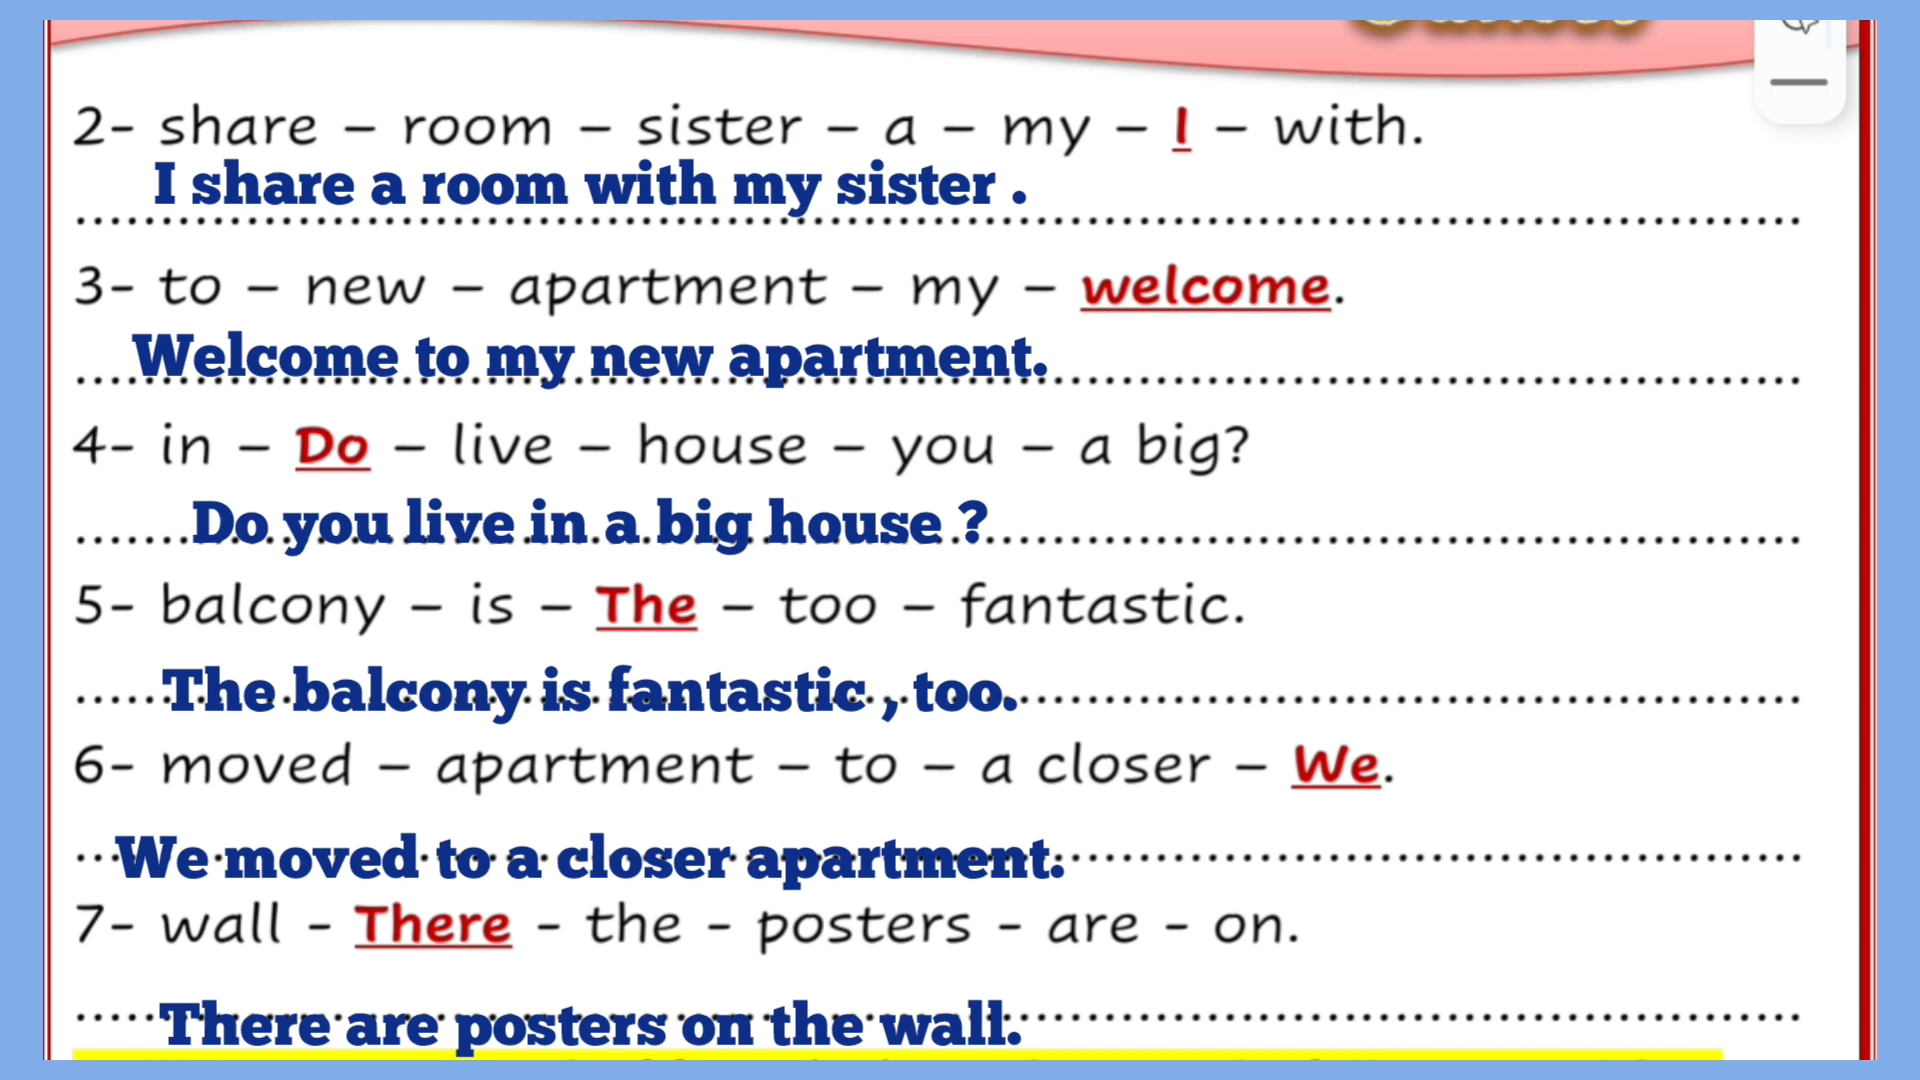 2- share – room – sister – a – my – I – with.
I share a room with my sister .
3- to – new – apartment – my – welcome.
Welcome to my new apartment.
4- in – Do – live – house – you – a big?
Do you live in a big house ?
5- balcony – is – The – too – fantastic.
The balcony is fantastic , too.
6- moved – apartment – to – a closer – We.
We moved to a closer apartment.
7- wall - There - the - posters - are - on.
There are posters on the wall.